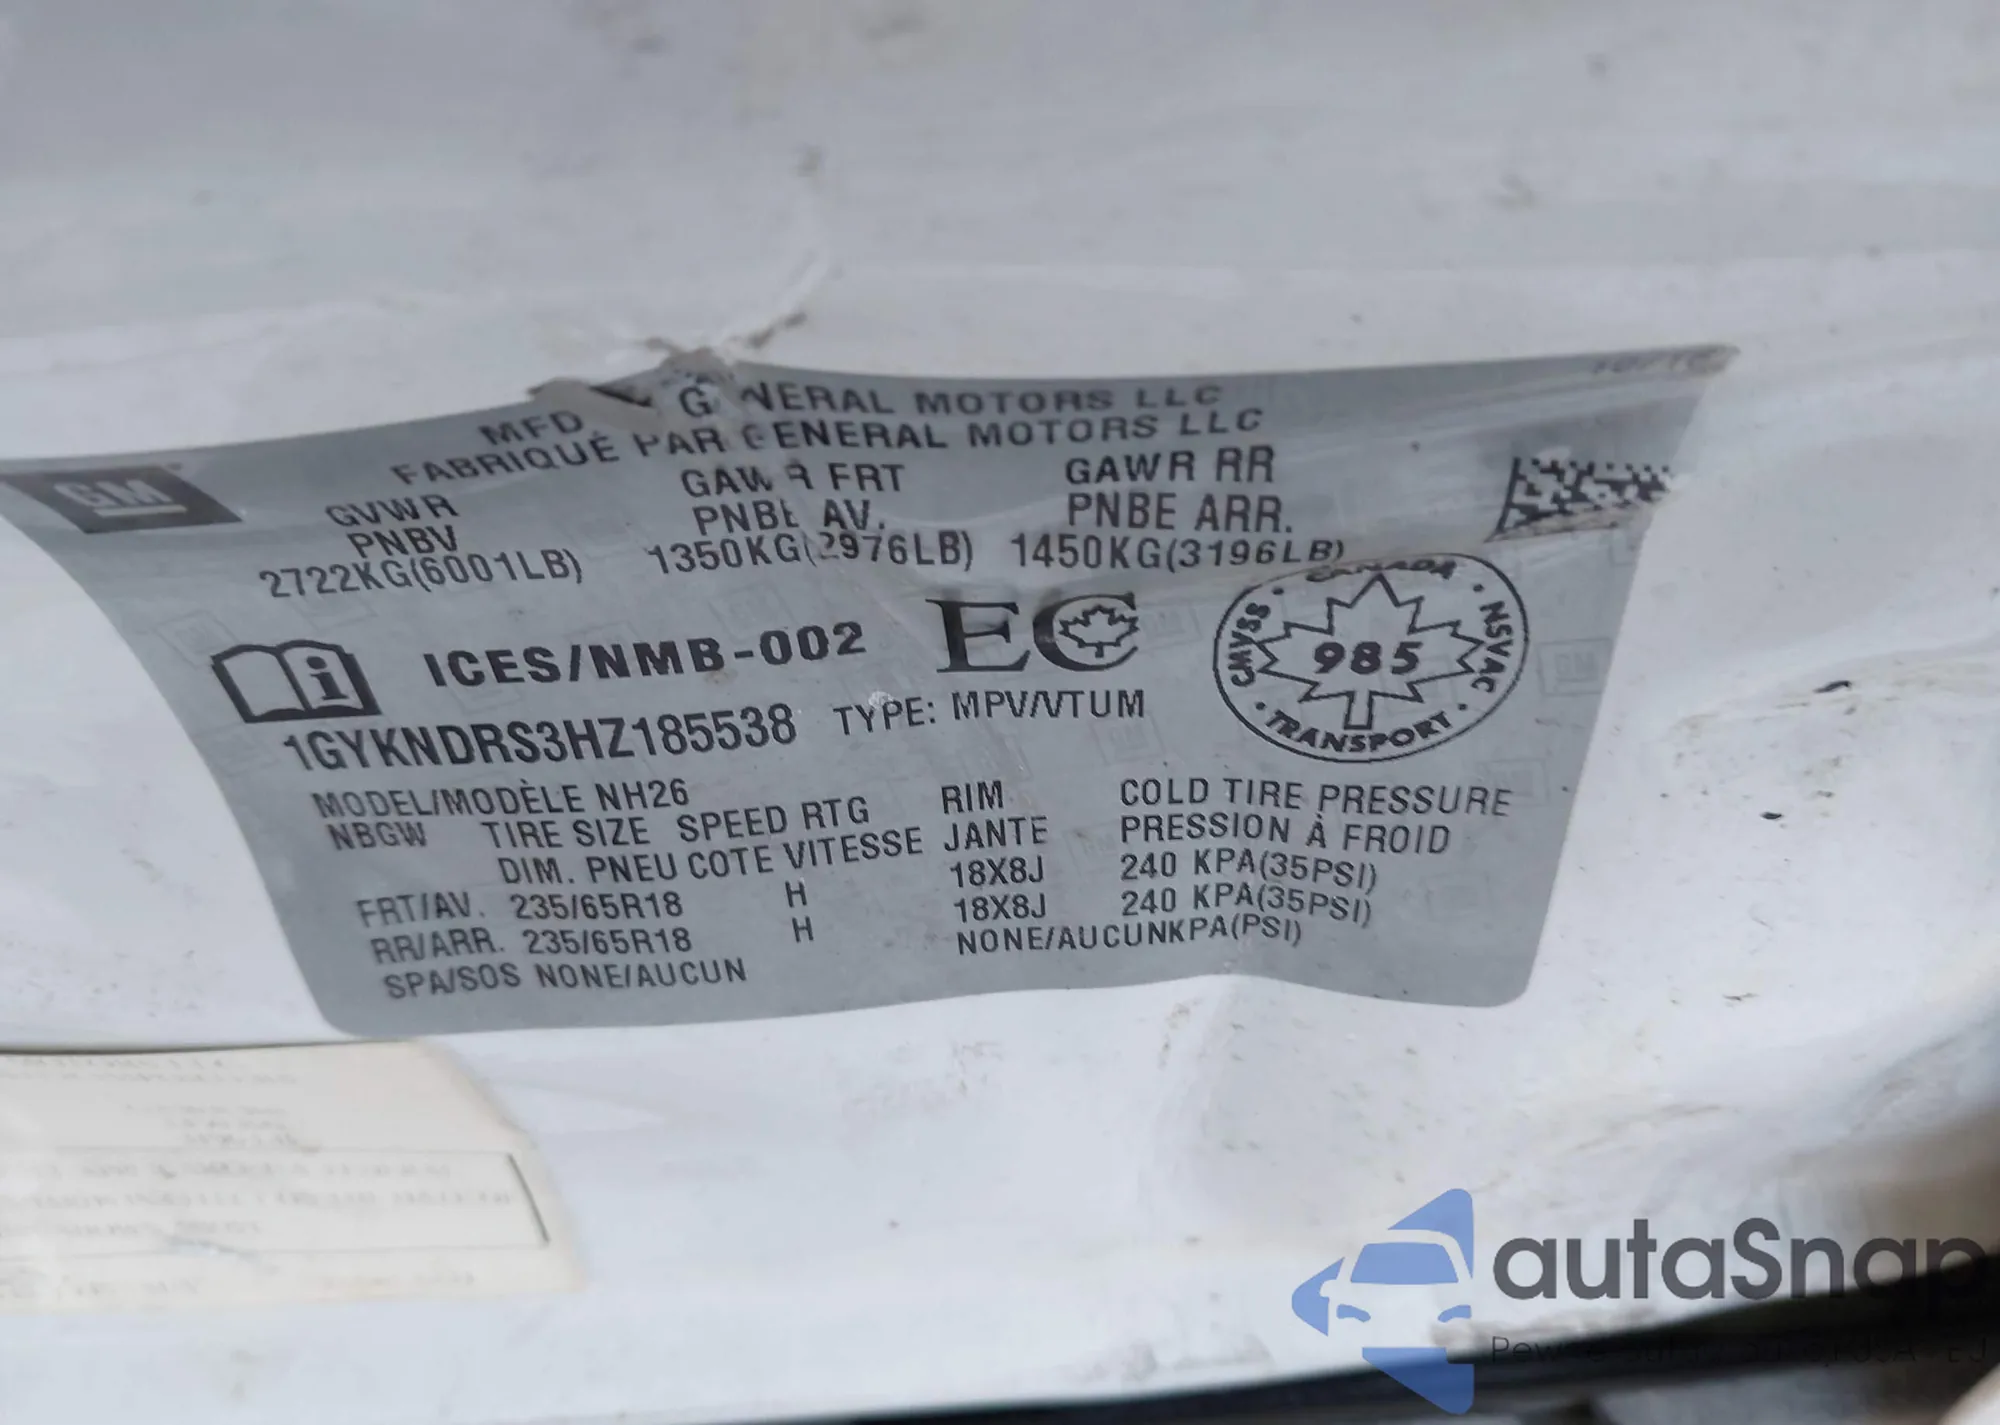 10/16
MFD G NERAL MOTORS LLC
FABRIQUÉ PAR GENERAL MOTORS LLC
GM
GVWR GAW R FRT GAWR RR
PNBV PNBE AV. PNBE ARR.
2722KG(6001LB) 1350KG(2976LB) 1450KG(3196LB)
ICES/NMB-002 EC
CANADA
CMVSS 985 NSVAC
TRANSPORT
1GYKNDRS3HZ185538 TYPE: MPV/VTUM
MODEL/MODÈLE NH26 RIM COLD TIRE PRESSURE
NBGW TIRE SIZE SPEED RTG JANTE PRESSION À FROID
DIM. PNEU COTE VITESSE
FRT/AV. 235/65R18 H 18X8J 240 KPA(35PSI)
RR/ARR. 235/65R18 H 18X8J 240 KPA(35PSI)
SPA/SOS NONE/AUCUN NONE/AUCUNKPA(PSI)
autaSnap